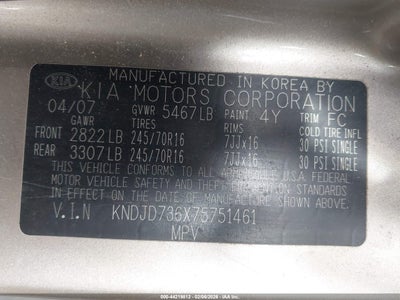 MANUFACTURED IN KOREA BY
KIA KIA MOTORS CORPORATION
04/07 GVWR 5467LB PAINT 4Y TRIM FC
GAWR TIRES RIMS COLD TIRE INFL
FRONT 2822LB 245/70R16 7JJx16 30 PSI SINGLE
REAR 3307LB 245/70R16 7JJx16 30 PSI SINGLE
THIS VEHICLE CONFORMS TO ALL APPLICABLE U.S.A FEDERAL
MOTOR VEHICLE SAFETY AND BUMPER STANDARDS
IN EFFECT ON THE DATE OF MANUFACTURE SHOWN ABOVE.
V.I.N KNDJD736X75751461
MPV